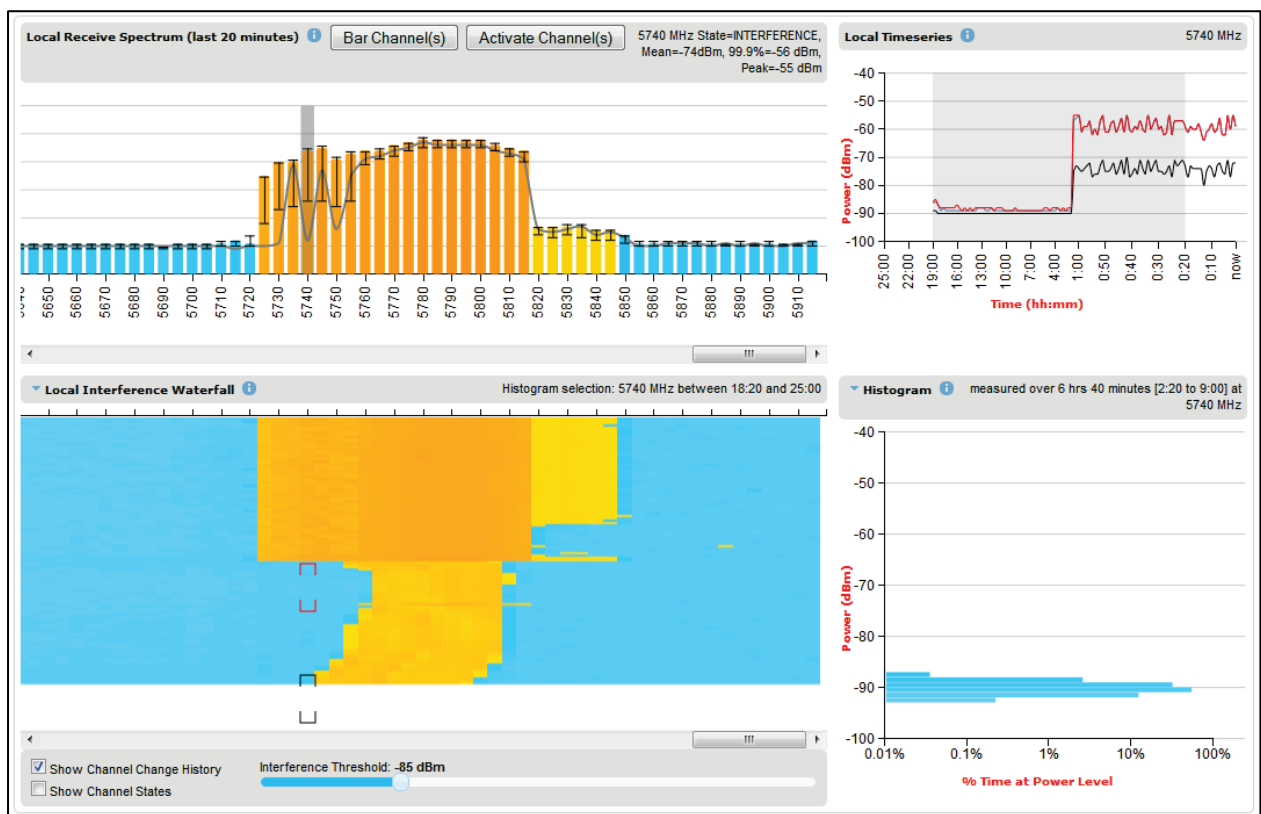 Local Receive Spectrum (last 20 minutes) i Bar Channel(s) Activate Channel(s)
5740 MHz State=INTERFERENCE,
Mean=-74dBm, 99.9%=-56 dBm,
Peak=-55 dBm
5650 5660 5670 5680 5690 5700 5710 5720 5730 5740 5750 5760 5770 5780 5790 5800 5810 5820 5830 5840 5850 5860 5870 5880 5890 5900 5910
Local Timeseries i 5740 MHz
-40
-50
-60
-70
-80
-90
-100
Power (dBm)
25:00 22:00 19:00 16:00 13:00 10:00 7:00 4:00 1:00 0:50 0:40 0:30 0:20 0:10 now
Time (hh:mm)
Local Interference Waterfall i Histogram selection: 5740 MHz between 18:20 and 25:00
Show Channel Change History
Show Channel States
Interference Threshold: -85 dBm
Histogram i measured over 6 hrs 40 minutes [2:20 to 9:00] at
5740 MHz
-40
-50
-60
-70
-80
-90
-100
Power (dBm)
0.01% 0.1% 1% 10% 100%
% Time at Power Level